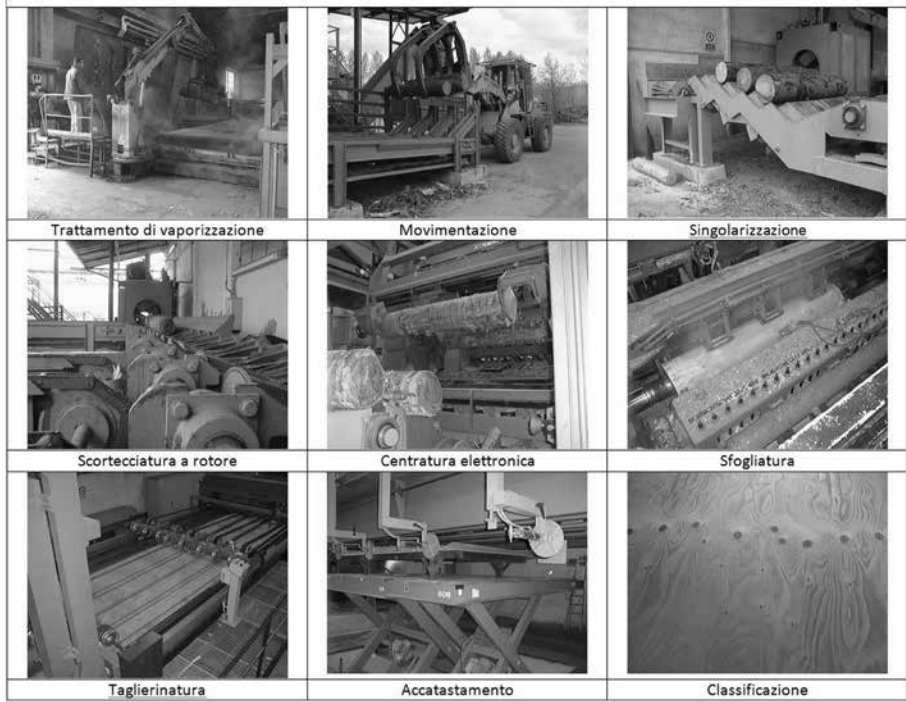 Trattamento di vaporizzazione
Movimentazione
Singolarizzazione
Scortecciatura a rotore
Centratura elettronica
Sfogliatura
Taglierinatura
Accatastamento
Classificazione